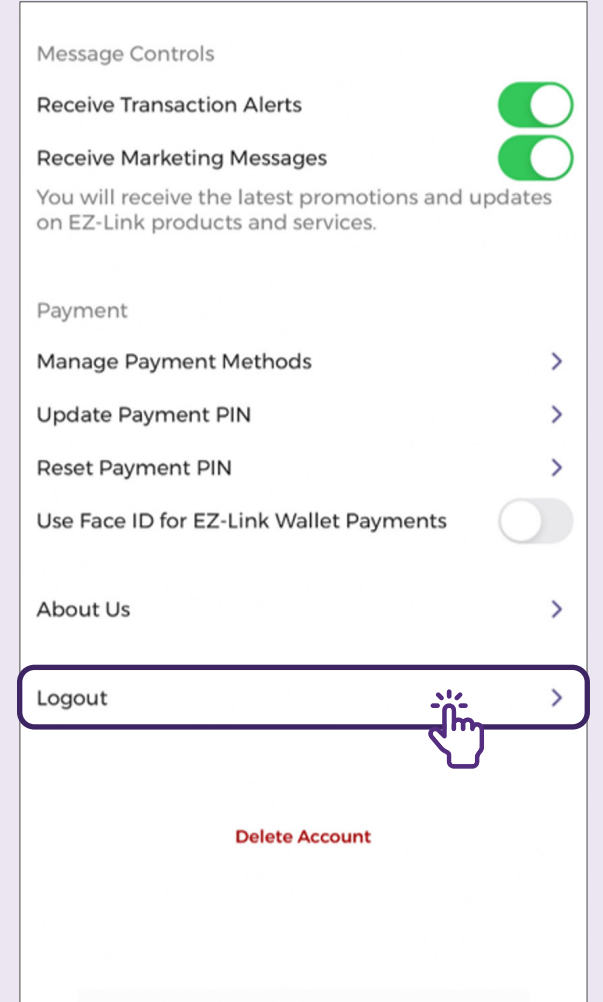 Message Controls
Receive Transaction Alerts
Receive Marketing Messages
You will receive the latest promotions and updates
on EZ-Link products and services.
Payment
Manage Payment Methods
Update Payment PIN
Reset Payment PIN
Use Face ID for EZ-Link Wallet Payments
About Us
Logout
Delete Account